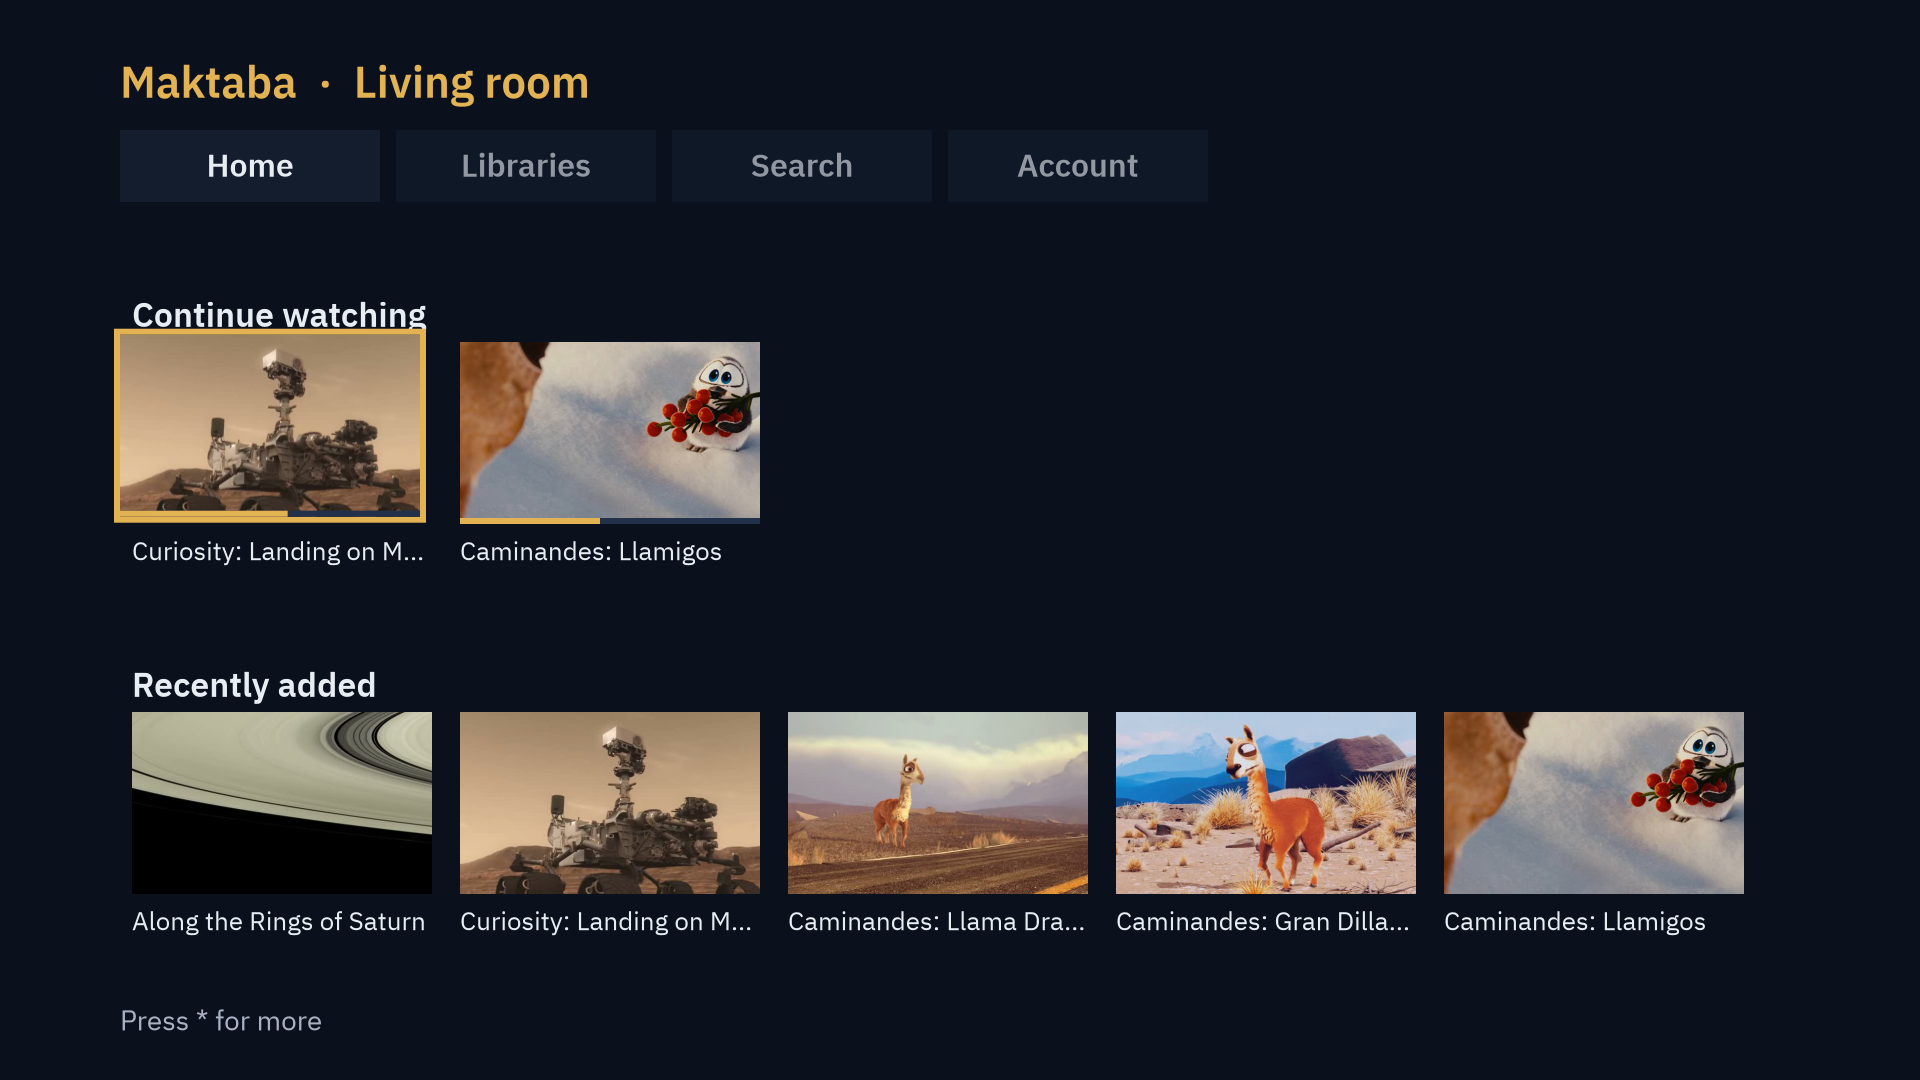 Maktaba · Living room
Home Libraries Search Account
Continue watching
Curiosity: Landing on M... Caminandes: Llamigos
Recently added
Along the Rings of Saturn Curiosity: Landing on M... Caminandes: Llama Dra... Caminandes: Gran Dilla... Caminandes: Llamigos
Press * for more